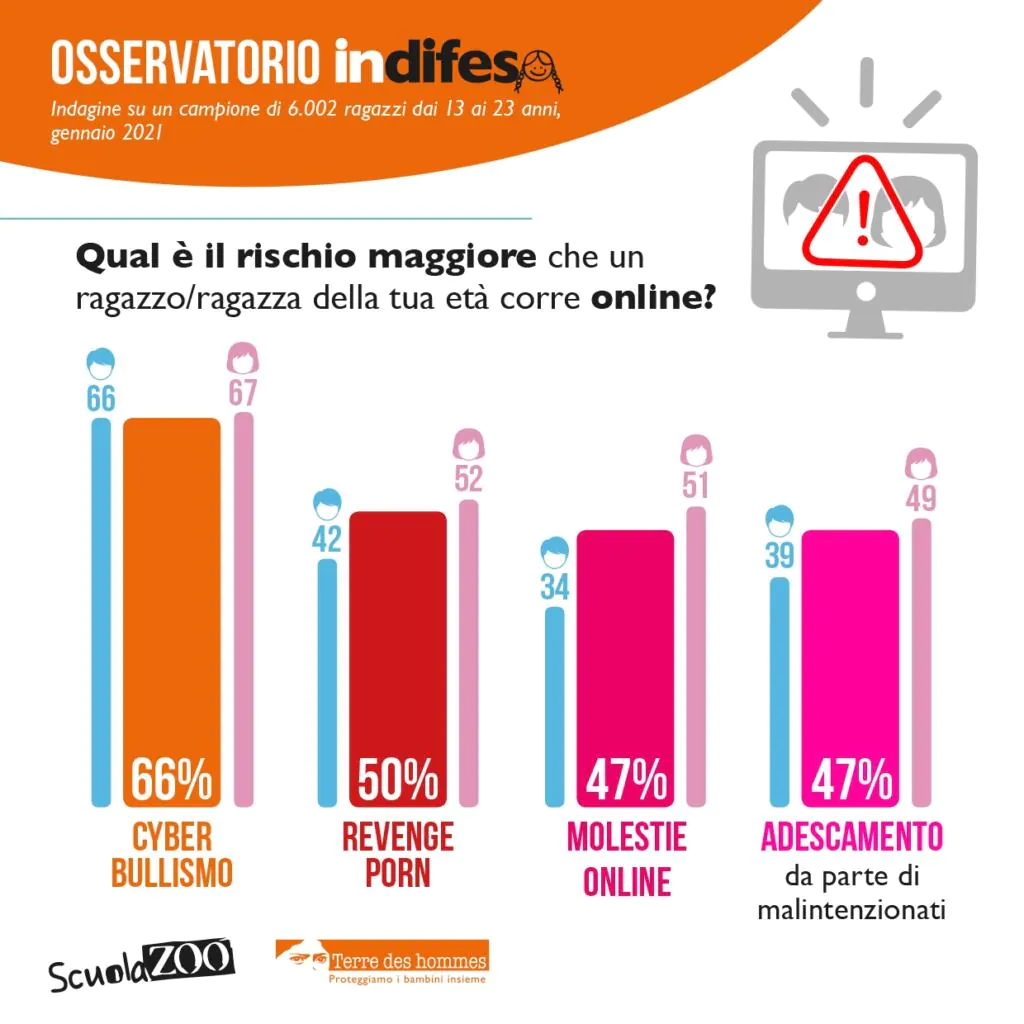 OSSERVATORIO indifesa
Indagine su un campione di 6.002 ragazzi dai 13 ai 23 anni,
gennaio 2021
!
Qual è il rischio maggiore che un
ragazzo/ragazza della tua età corre online?
66
67
42
52
34
51
39
49
66%
50%
47%
47%
CYBER
BULLISMO
REVENGE
PORN
MOLESTIE
ONLINE
ADESCAMENTO
da parte di
malintenzionati
ScuolaZOO
Terre des hommes
Proteggiamo i bambini insieme